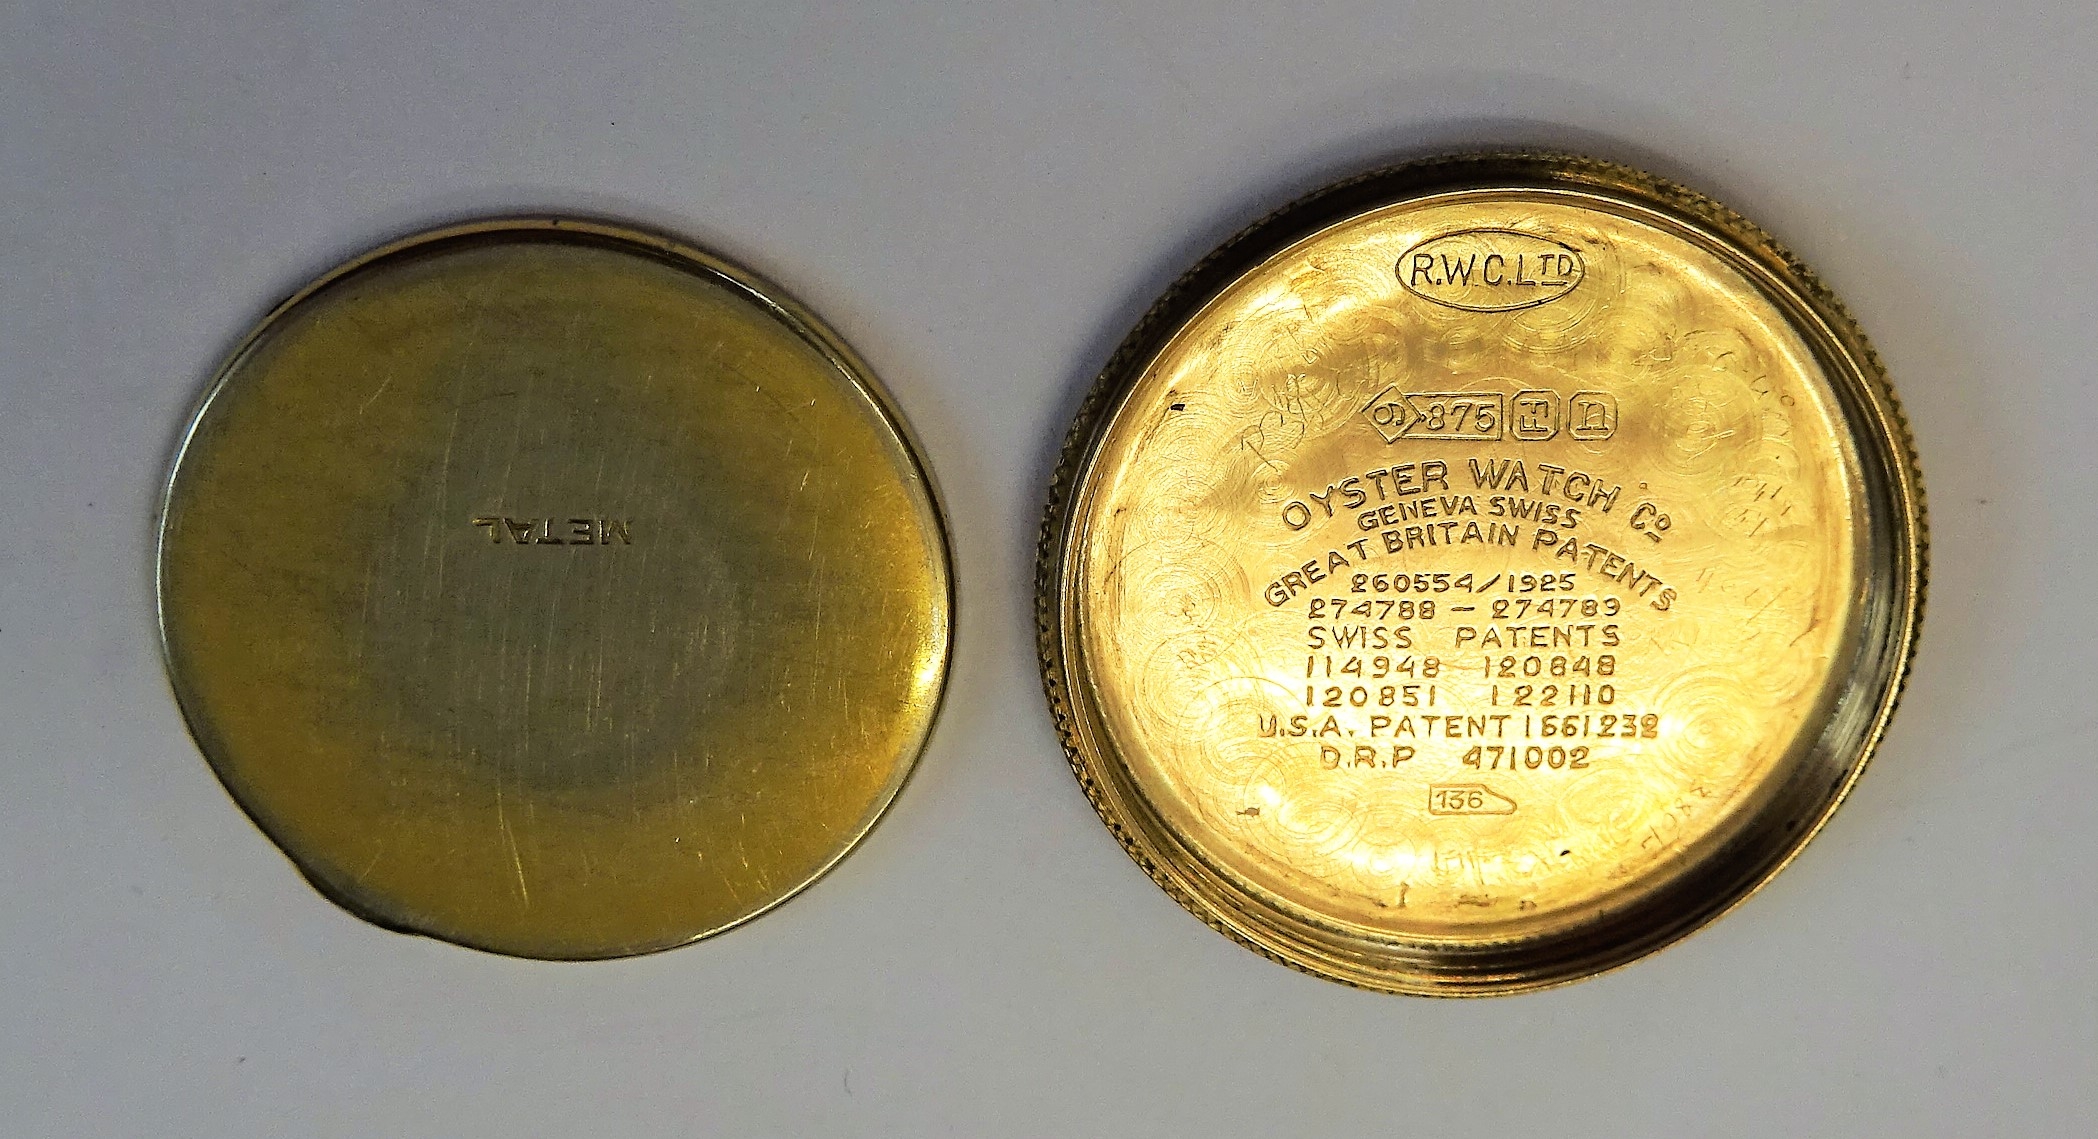 METAL
R.W.C.LTD
9 .375 n
OYSTER WATCH Co
GENEVA SWISS
GREAT BRITAIN PATENTS
260554/1925
274788 – 274789
SWISS PATENTS
114948 120848
120851 122110
U.S.A. PATENT 1661232
D.R.P 471002
136